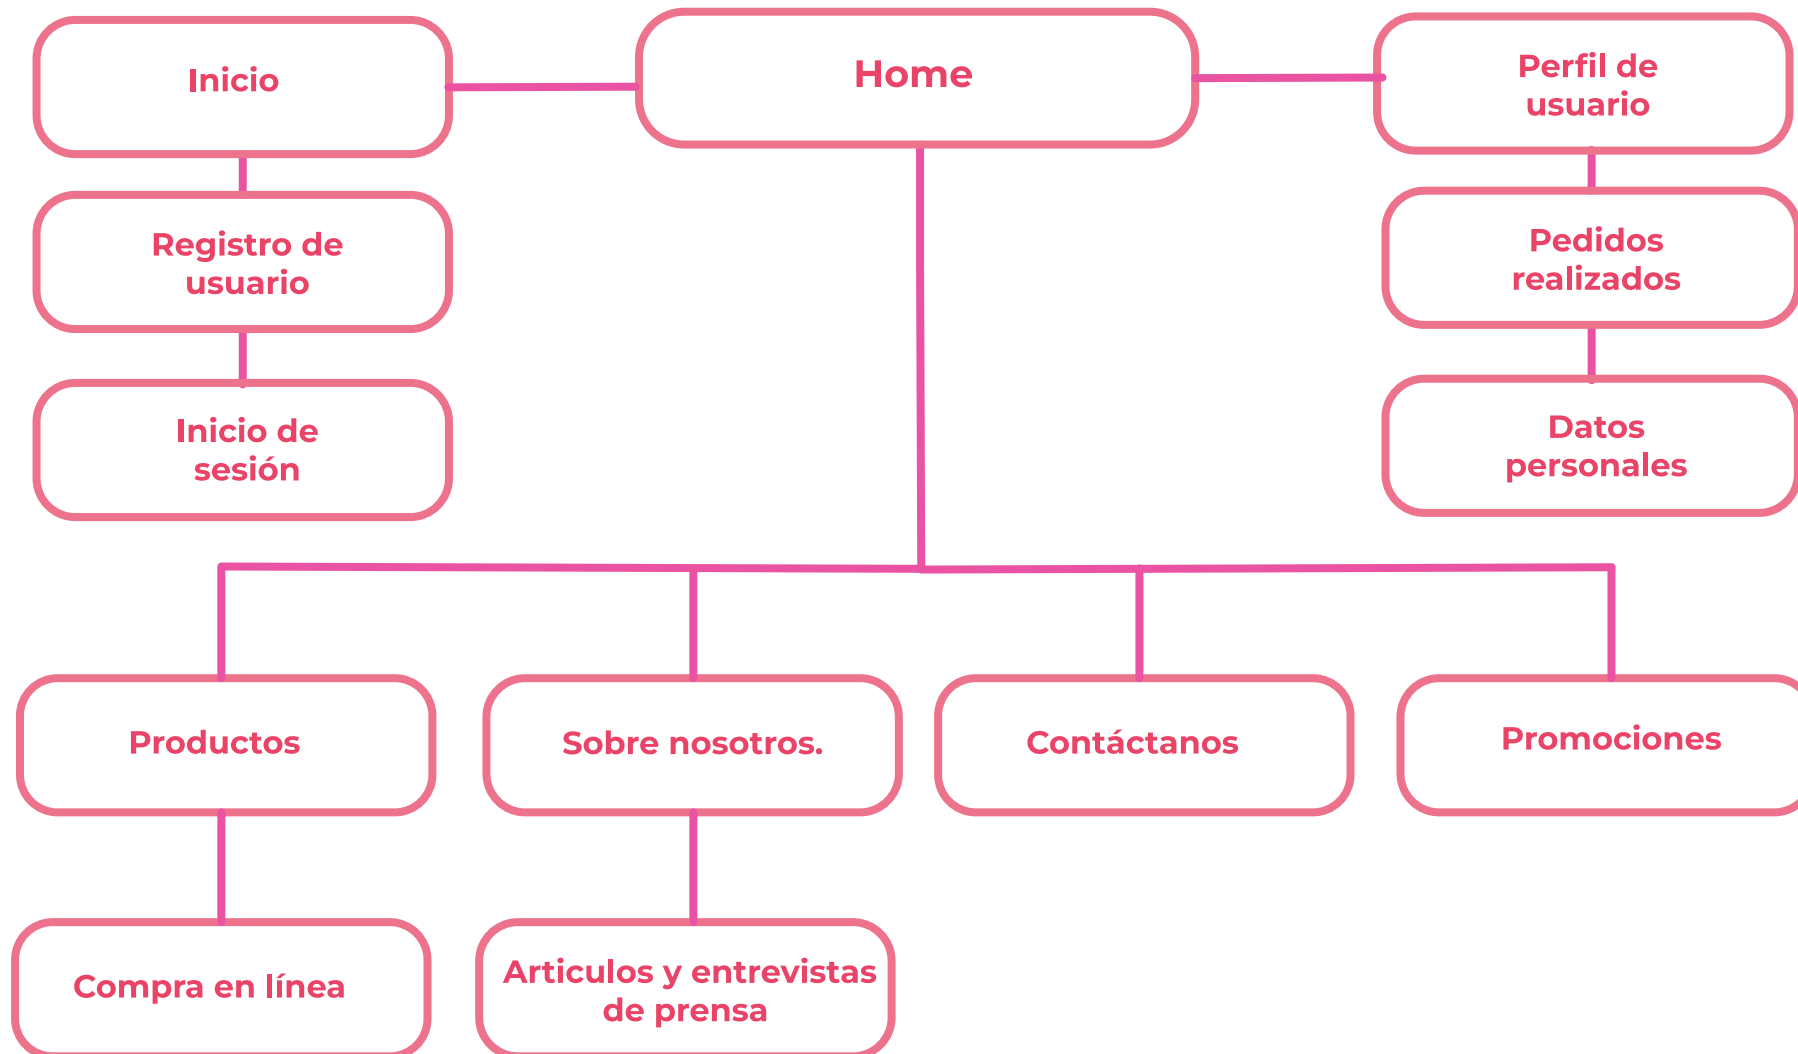 Inicio
Home
Perfil de
usuario
Registro de
usuario
Pedidos
realizados
Inicio de
sesión
Datos
personales
Productos
Sobre nosotros.
Contáctanos
Promociones
Compra en línea
Articulos y entrevistas
de prensa